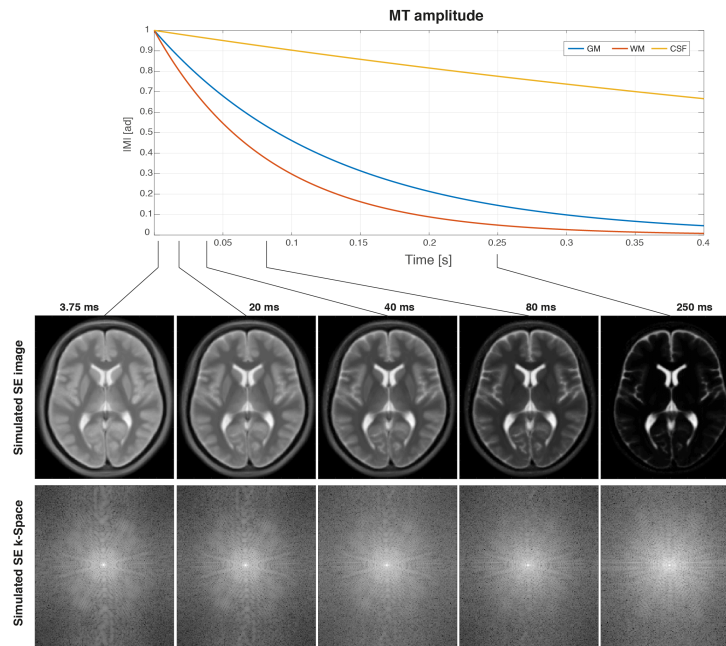 MT amplitude
GM WM CSF
1
0.9
0.8
0.7
0.6
0.5
0.4
0.3
0.2
0.1
0
|M| [ad]
0.05 0.1 0.15 0.2 0.25 0.3 0.35 0.4
Time [s]
3.75 ms 20 ms 40 ms 80 ms 250 ms
Simulated SE image
Simulated SE k-Space